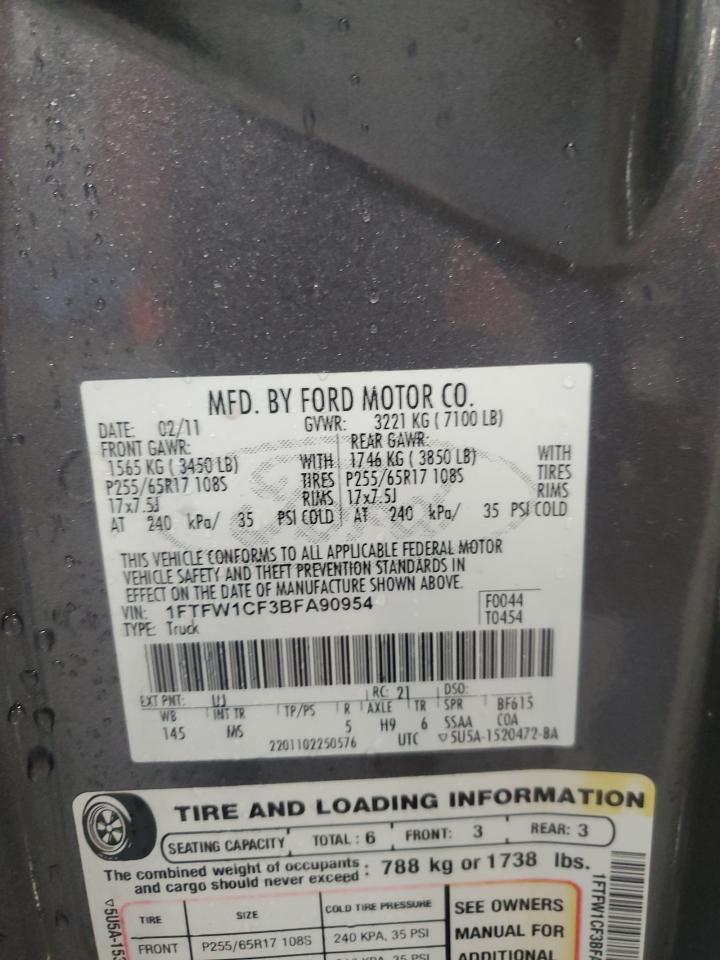 MFD. BY FORD MOTOR CO.
DATE: 02/11 GVWR: 3221 KG ( 7100 LB)
FRONT GAWR: REAR GAWR:
1565 KG ( 3450 LB) WITH 1746 KG ( 3850 LB) WITH
P255/65R17 108S TIRES P255/65R17 108S TIRES
17x7.5J RIMS 17x7.5J RIMS
AT 240 kPa/ 35 PSI COLD AT 240 kPa/ 35 PSI COLD
THIS VEHICLE CONFORMS TO ALL APPLICABLE FEDERAL MOTOR
VEHICLE SAFETY AND THEFT PREVENTION STANDARDS IN
EFFECT ON THE DATE OF MANUFACTURE SHOWN ABOVE.
VIN: 1FTFW1CF3BFA90954 F0044
TYPE: Truck T0454
EXT PNT: UJ RC: 21 DSO:
WB INT TR TP/PS R AXLE TR SPR BF615
145 MS 5 H9 6 SSAA COA
2201102250576 UTC ▽5U5A-1520472-BA
TIRE AND LOADING INFORMATION
SEATING CAPACITY TOTAL : 6 FRONT: 3 REAR: 3
The combined weight of occupants : 788 kg or 1738 lbs.
and cargo should never exceed
TIRE SIZE COLD TIRE PRESSURE SEE OWNERS
FRONT P255/65R17 108S 240 KPA, 35 PSI MANUAL FOR
ADDITIONAL
▽5U5A-153
1FTFW1CF3BFA